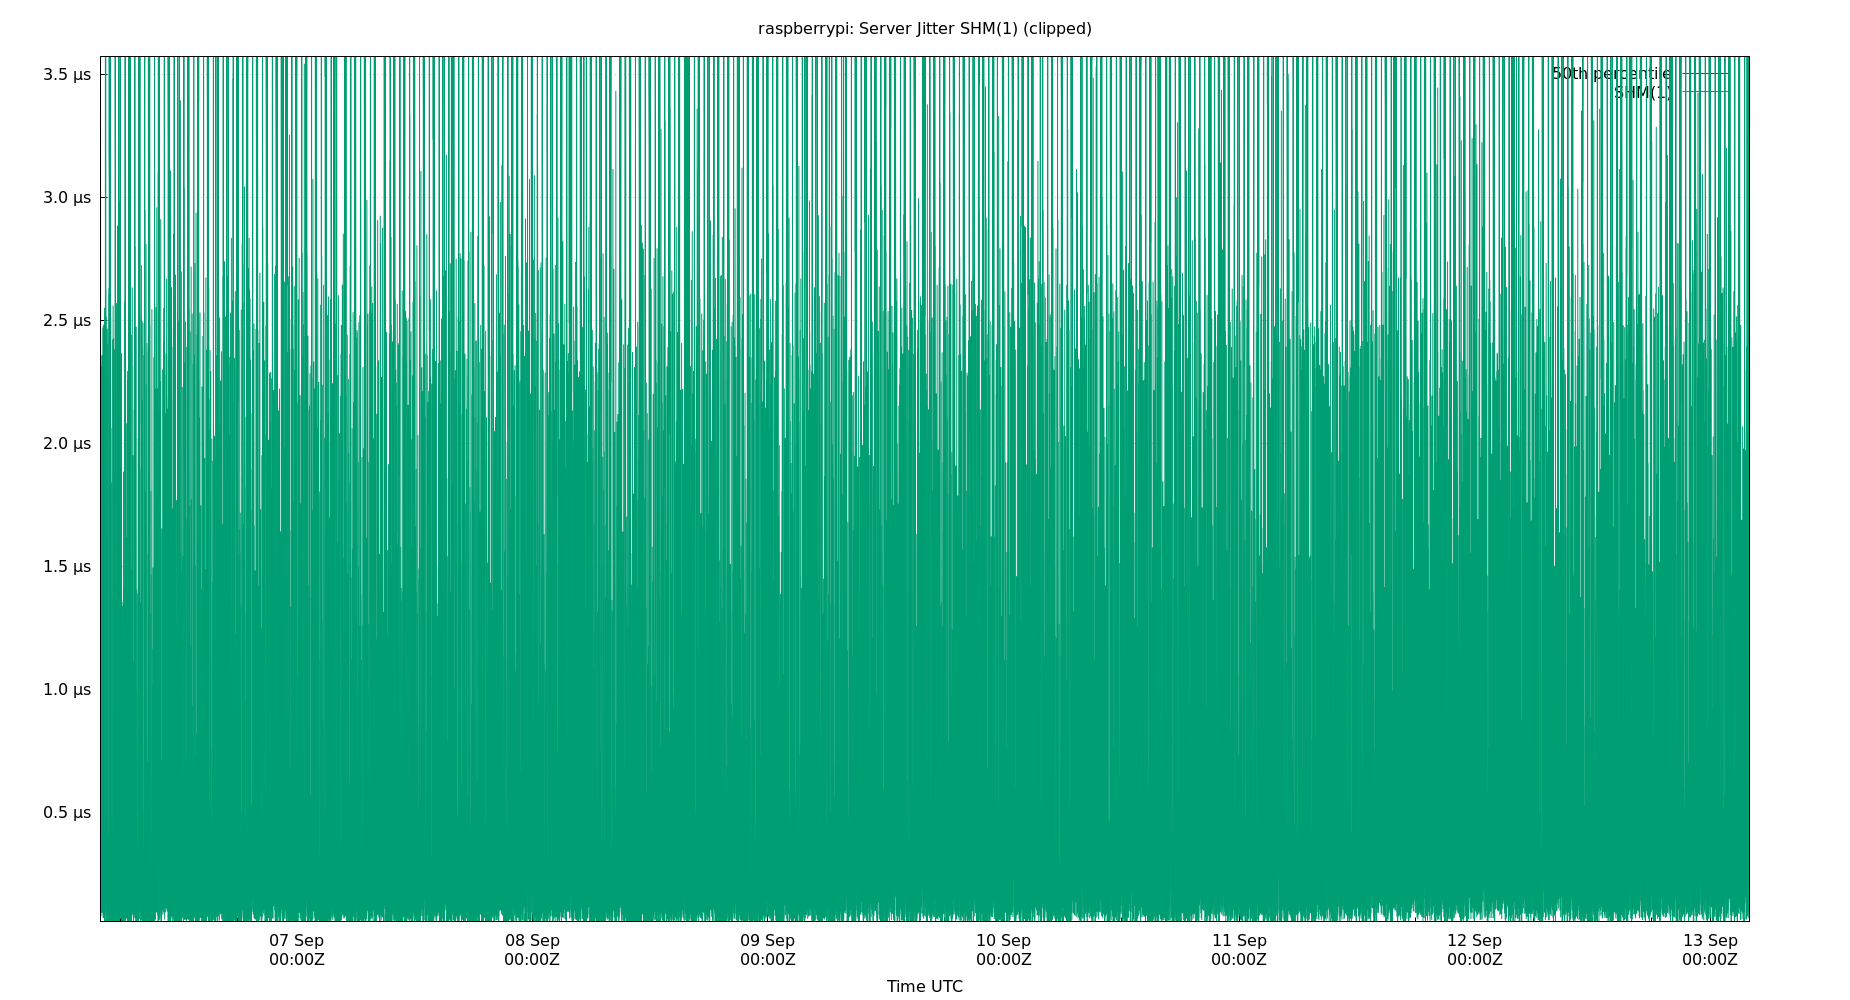 raspberrypi: Server Jitter SHM(1) (clipped)
50th percentile
SHM(1)
3.5 µs
3.0 µs
2.5 µs
2.0 µs
1.5 µs
1.0 µs
0.5 µs
07 Sep 08 Sep 09 Sep 10 Sep 11 Sep 12 Sep 13 Sep
00:00Z 00:00Z 00:00Z 00:00Z 00:00Z 00:00Z 00:00Z
Time UTC